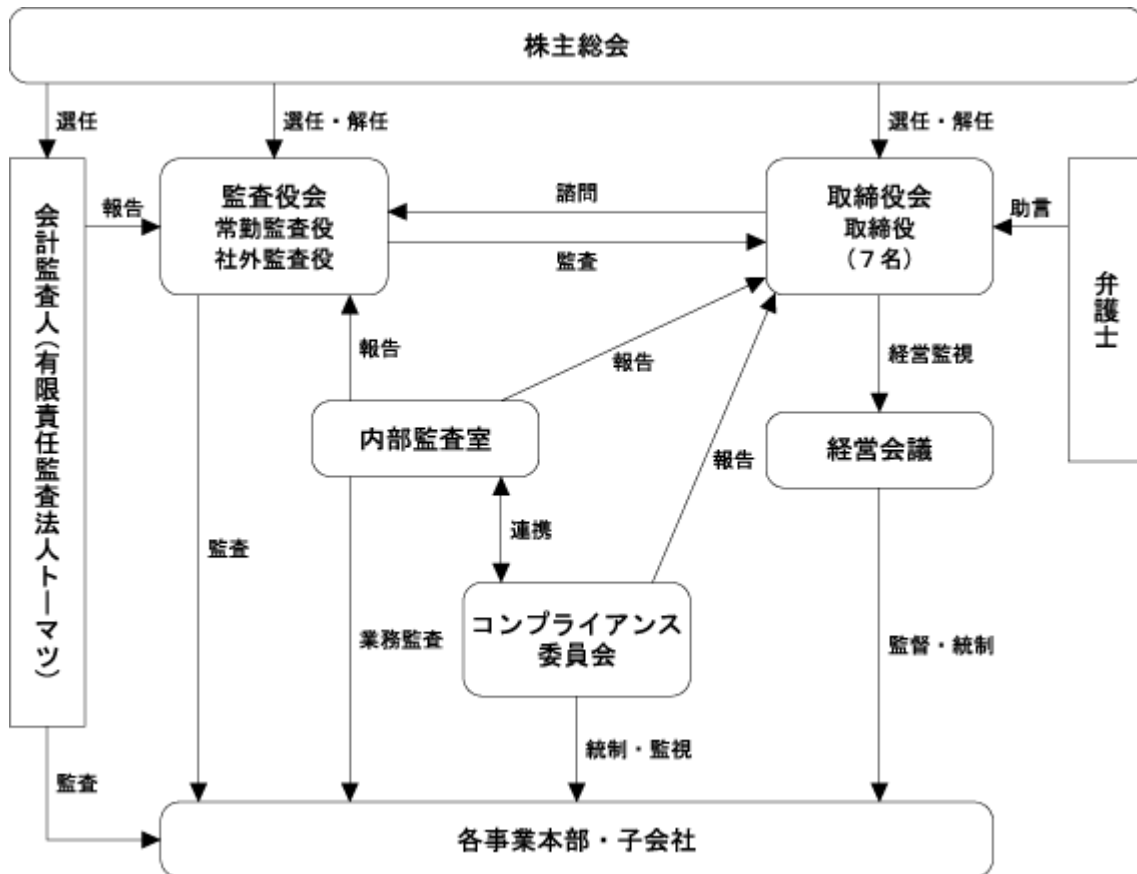 株主総会
選任
選任・解任
選任・解任
会計監査人(有限責任監査法人トーマツ)
報告
監査役会
常勤監査役
社外監査役
諮問
監査
取締役会
取締役
(7名)
助言
弁護士
報告
報告
経営監視
内部監査室
報告
経営会議
連携
監査
コンプライアンス
委員会
業務監査
監督・統制
統制・監視
監査
各事業本部・子会社